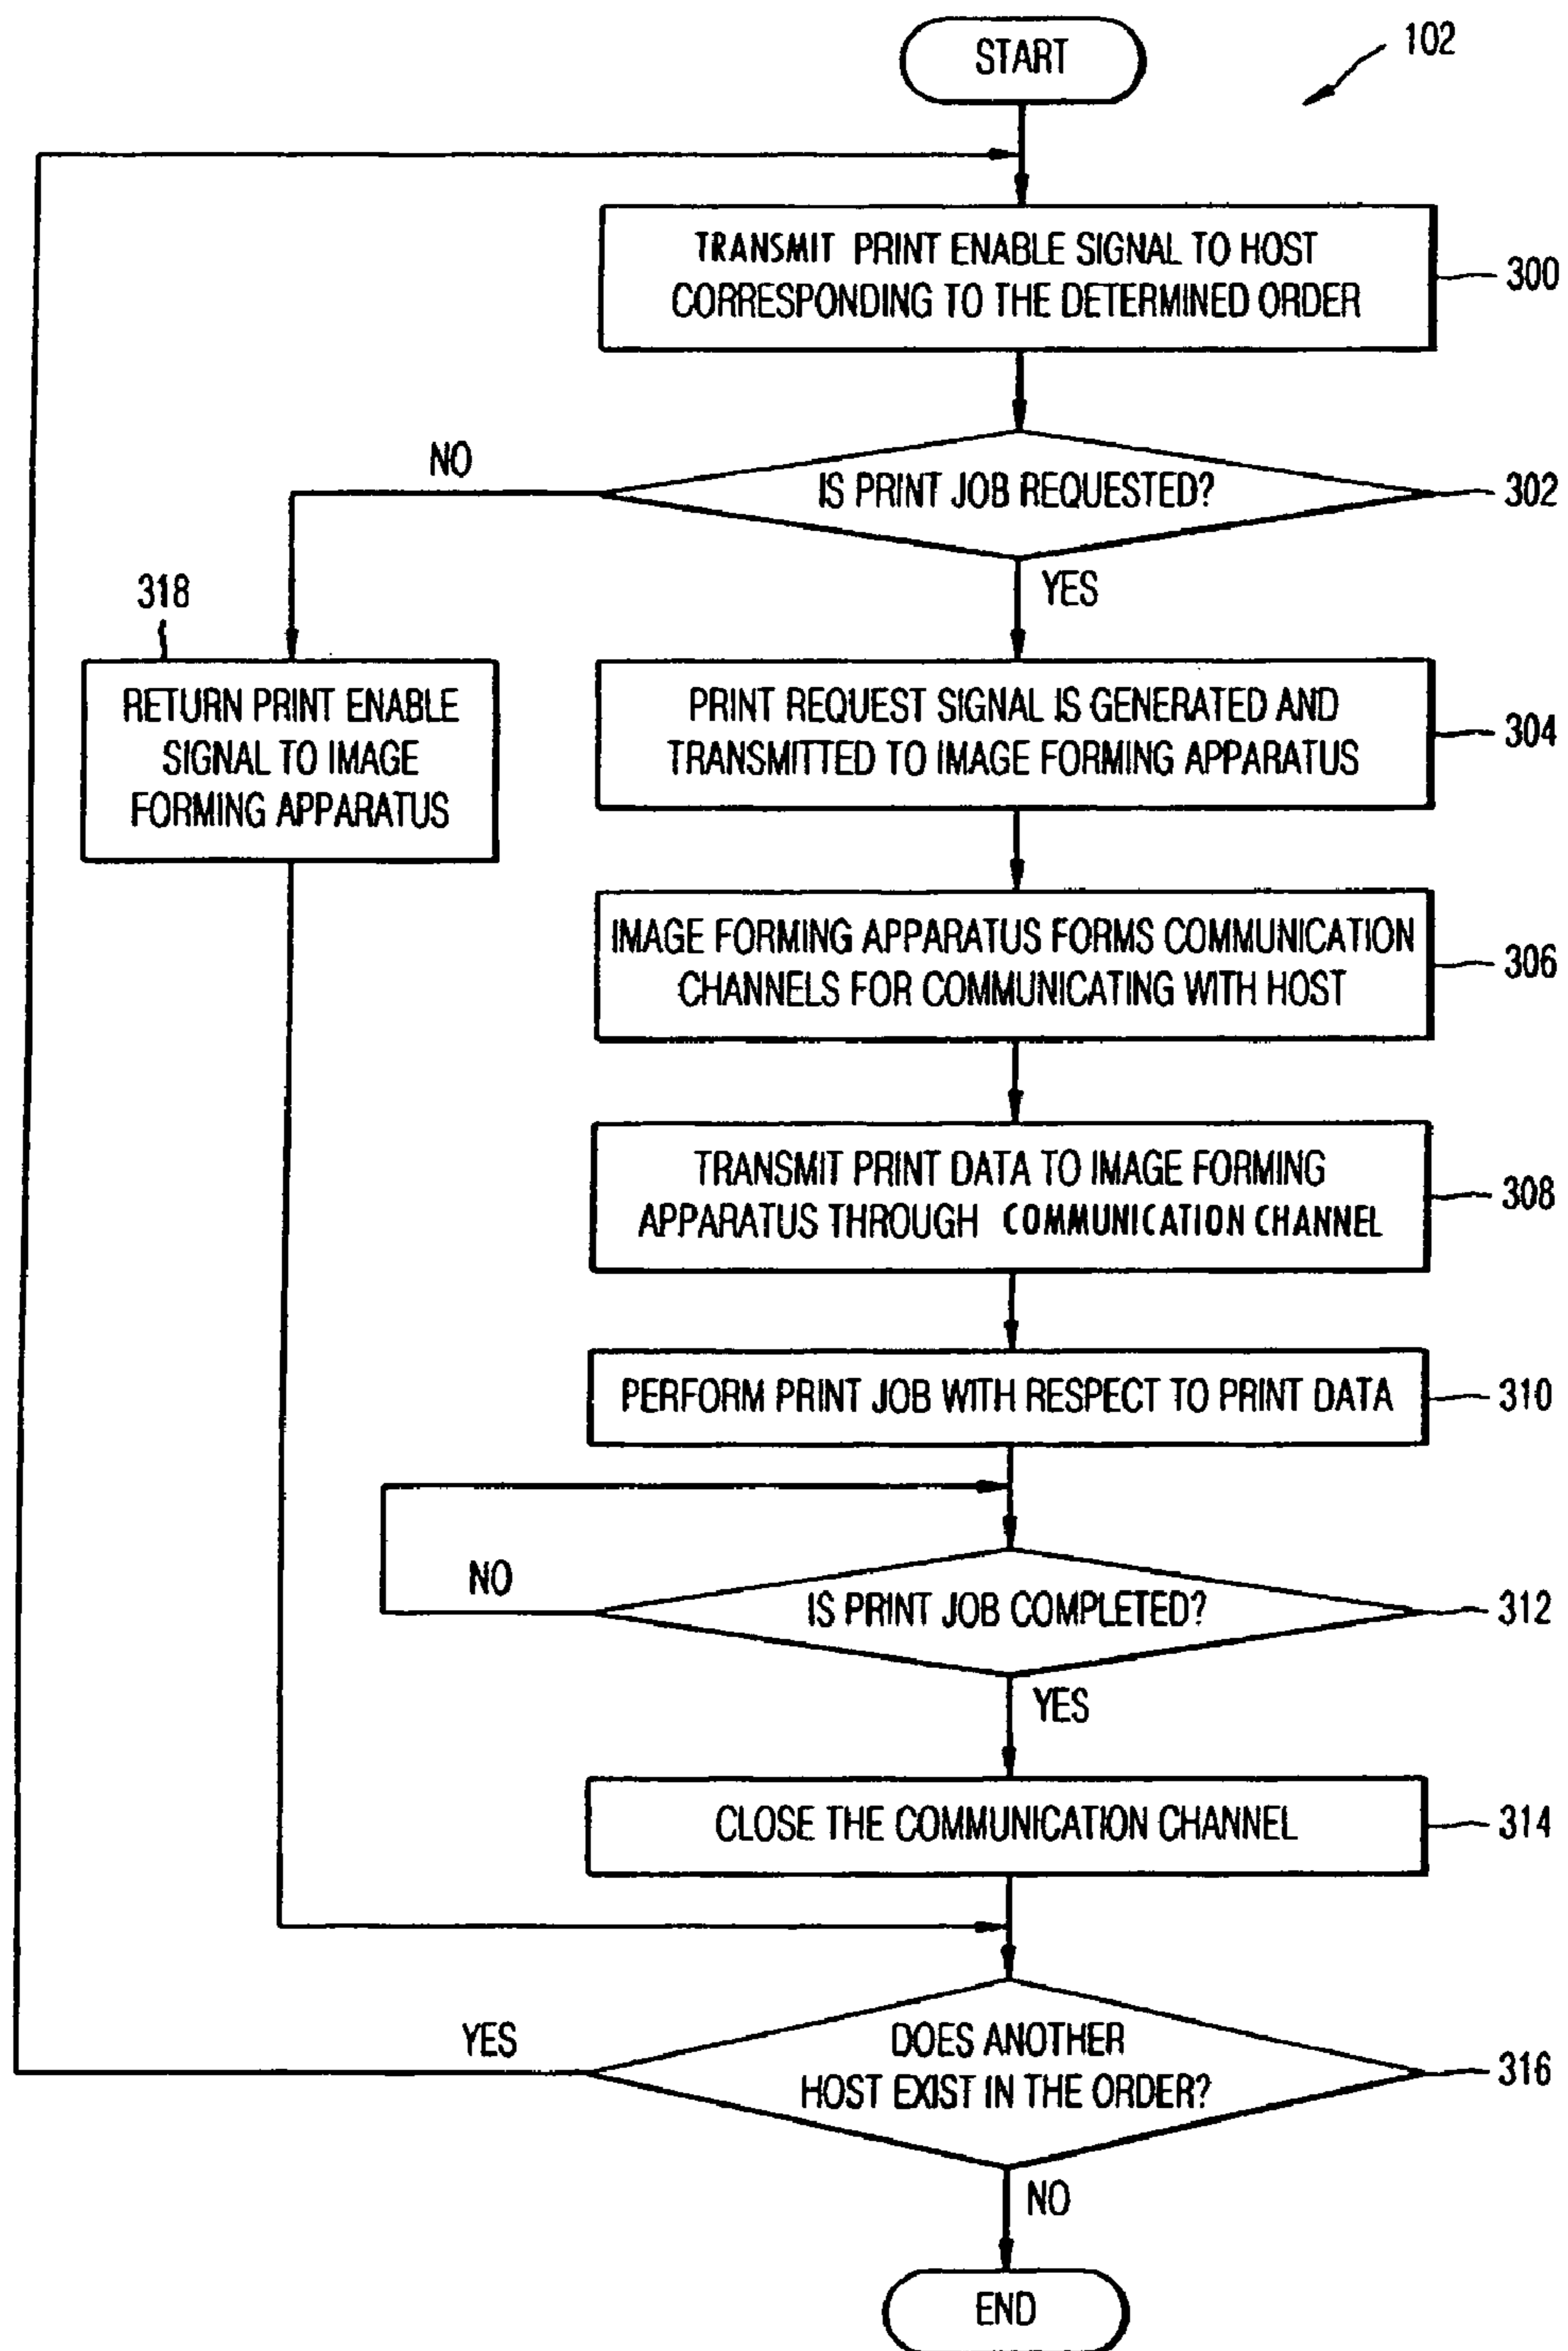 START
102
TRANSMIT PRINT ENABLE SIGNAL TO HOST
CORRESPONDING TO THE DETERMINED ORDER
300
NO
IS PRINT JOB REQUESTED?
302
YES
318
RETURN PRINT ENABLE
SIGNAL TO IMAGE
FORMING APPARATUS
PRINT REQUEST SIGNAL IS GENERATED AND
TRANSMITTED TO IMAGE FORMING APPARATUS
304
IMAGE FORMING APPARATUS FORMS COMMUNICATION
CHANNELS FOR COMMUNICATING WITH HOST
306
TRANSMIT PRINT DATA TO IMAGE FORMING
APPARATUS THROUGH COMMUNICATION CHANNEL
308
PERFORM PRINT JOB WITH RESPECT TO PRINT DATA
310
NO
IS PRINT JOB COMPLETED?
312
YES
CLOSE THE COMMUNICATION CHANNEL
314
YES
DOES ANOTHER
HOST EXIST IN THE ORDER?
316
NO
END